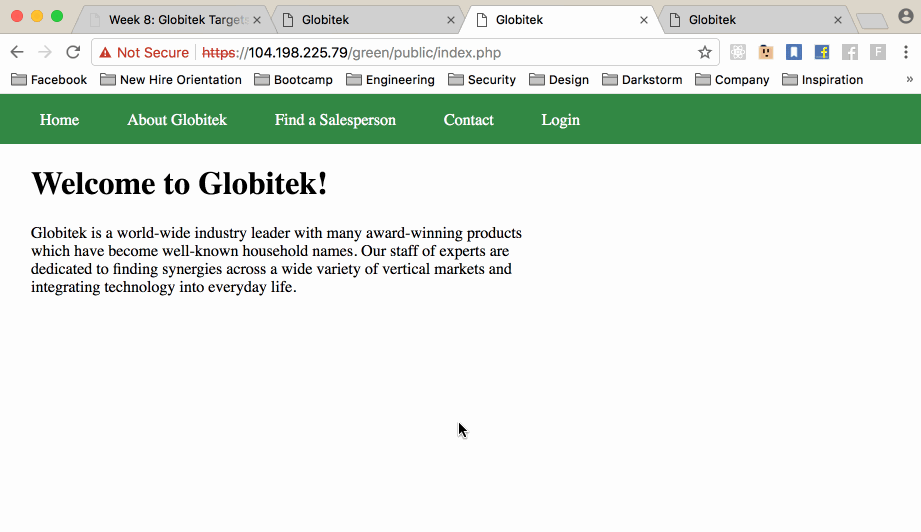 Week 8: Globitek Targets
Globitek
Globitek
Globitek
Not Secure https://104.198.225.79/green/public/index.php
Facebook New Hire Orientation Bootcamp Engineering Security Design Darkstorm Company Inspiration »
Home About Globitek Find a Salesperson Contact Login
Welcome to Globitek!
Globitek is a world-wide industry leader with many award-winning products
which have become well-known household names. Our staff of experts are
dedicated to finding synergies across a wide variety of vertical markets and
integrating technology into everyday life.